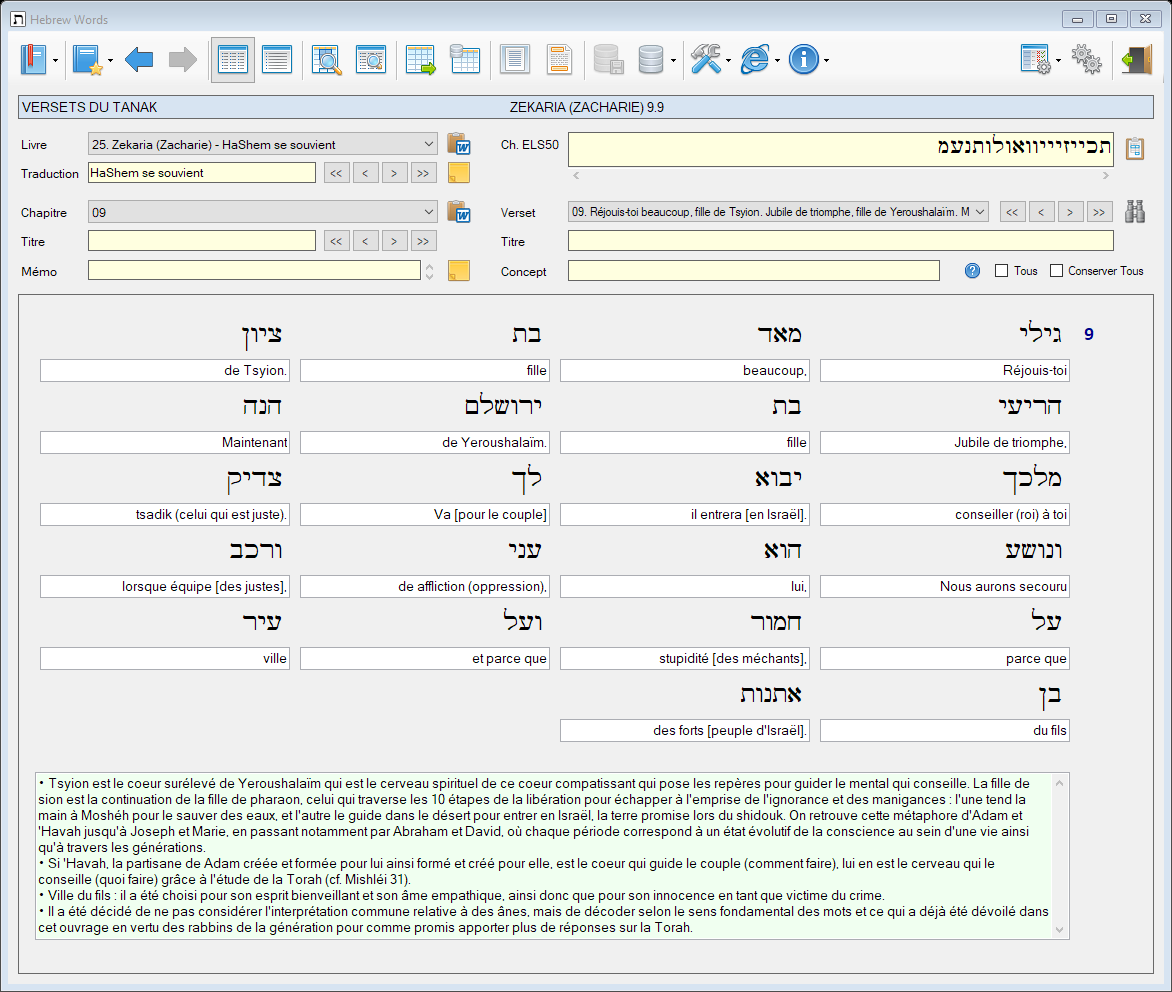 Hebrew Words
VERSETS DU TANAK ZEKARIA (ZACHARIE) 9.9
Livre 25. Zekaria (Zacharie) - HaShem se souvient Ch. ELS50 תכייזיייוואולותנעמ
Traduction HaShem se souvient << < > >>
Chapitre 09 Verset 09. Réjouis-toi beaucoup, fille de Tsyion. Jubile de triomphe, fille de Yeroushalaïm. M << < > >>
Titre << < > >> Titre
Mémo Concept Tous Conserver Tous
9 גילי מאד בת ציון
Réjouis-toi beaucoup, fille de Tsyion.
הריעי בת ירושלם הנה
Jubile de triomphe, fille de Yeroushalaïm. Maintenant
מלכך יבוא לך צדיק
conseiller (roi) à toi il entrera [en Israël]. Va [pour le couple] tsadik (celui qui est juste).
ונושע הוא עני ורכב
Nous aurons secouru lui, de affliction (oppression), lorsque équipe [des justes],
על חמור ועל עיר
parce que stupidité [des méchants], et parce que ville
בן אתנות
du fils des forts [peuple d'Israël].
• Tsyion est le coeur surélevé de Yeroushalaïm qui est le cerveau spirituel de ce coeur compatissant qui pose les repères pour guider le mental qui conseille. La fille de
sion est la continuation de la fille de pharaon, celui qui traverse les 10 étapes de la libération pour échapper à l'emprise de l'ignorance et des manigances : l'une tend la
main à Moshéh pour le sauver des eaux, et l'autre le guide dans le désert pour entrer en Israël, la terre promise lors du shidouk. On retrouve cette métaphore d'Adam et
'Havah jusqu'à Joseph et Marie, en passant notamment par Abraham et David, où chaque période correspond à un état évolutif de la conscience au sein d'une vie ainsi
qu'à travers les générations.
• Si 'Havah, la partisane de Adam créée et formée pour lui ainsi formé et créé pour elle, est le coeur qui guide le couple (comment faire), lui en est le cerveau qui le
conseille (quoi faire) grâce à l'étude de la Torah (cf. Mishléi 31).
• Ville du fils : il a été choisi pour son esprit bienveillant et son âme empathique, ainsi donc que pour son innocence en tant que victime du crime.
• Il a été décidé de ne pas considérer l'interprétation commune relative à des ânes, mais de décoder selon le sens fondamental des mots et ce qui a déjà été dévoilé dans
cet ouvrage en vertu des rabbins de la génération pour comme promis apporter plus de réponses sur la Torah.